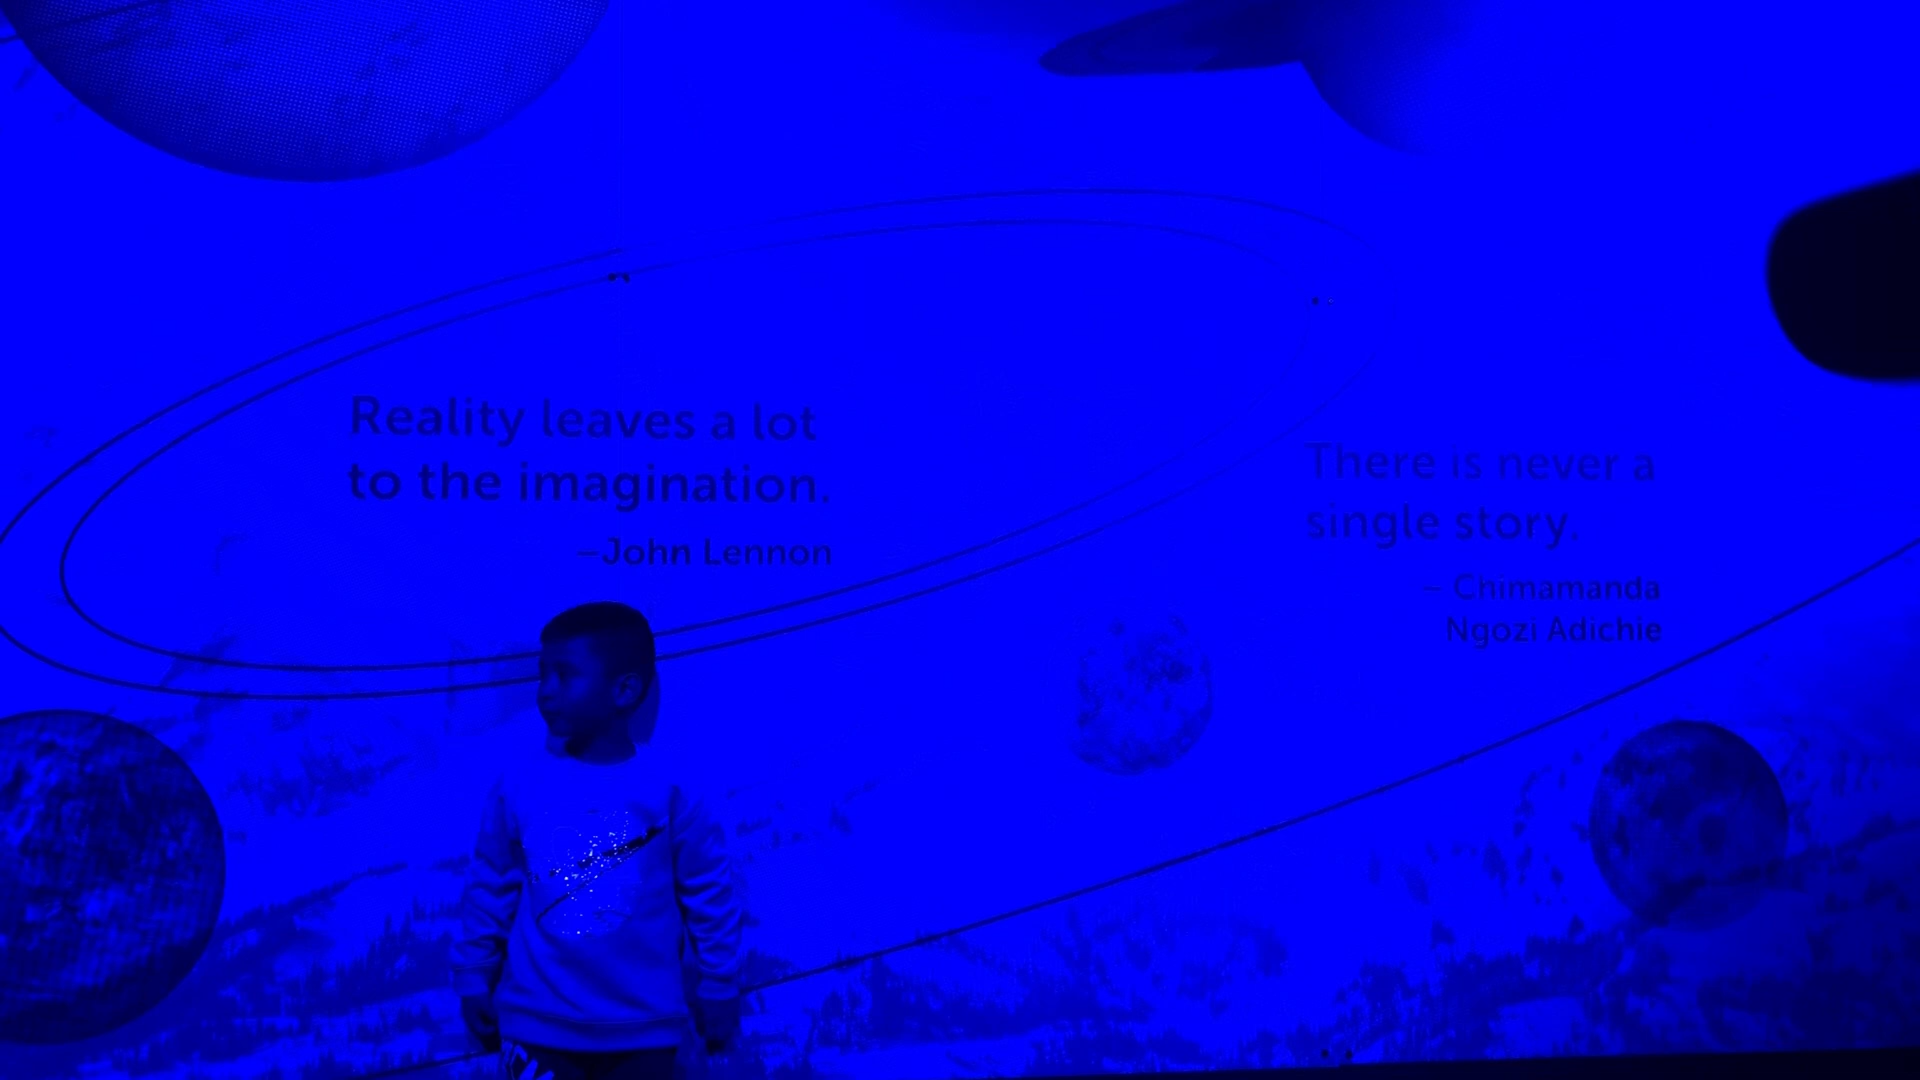 Reality leaves a lot
to the imagination.
–John Lennon
There is never a
single story.
– Chimamanda
Ngozi Adichie